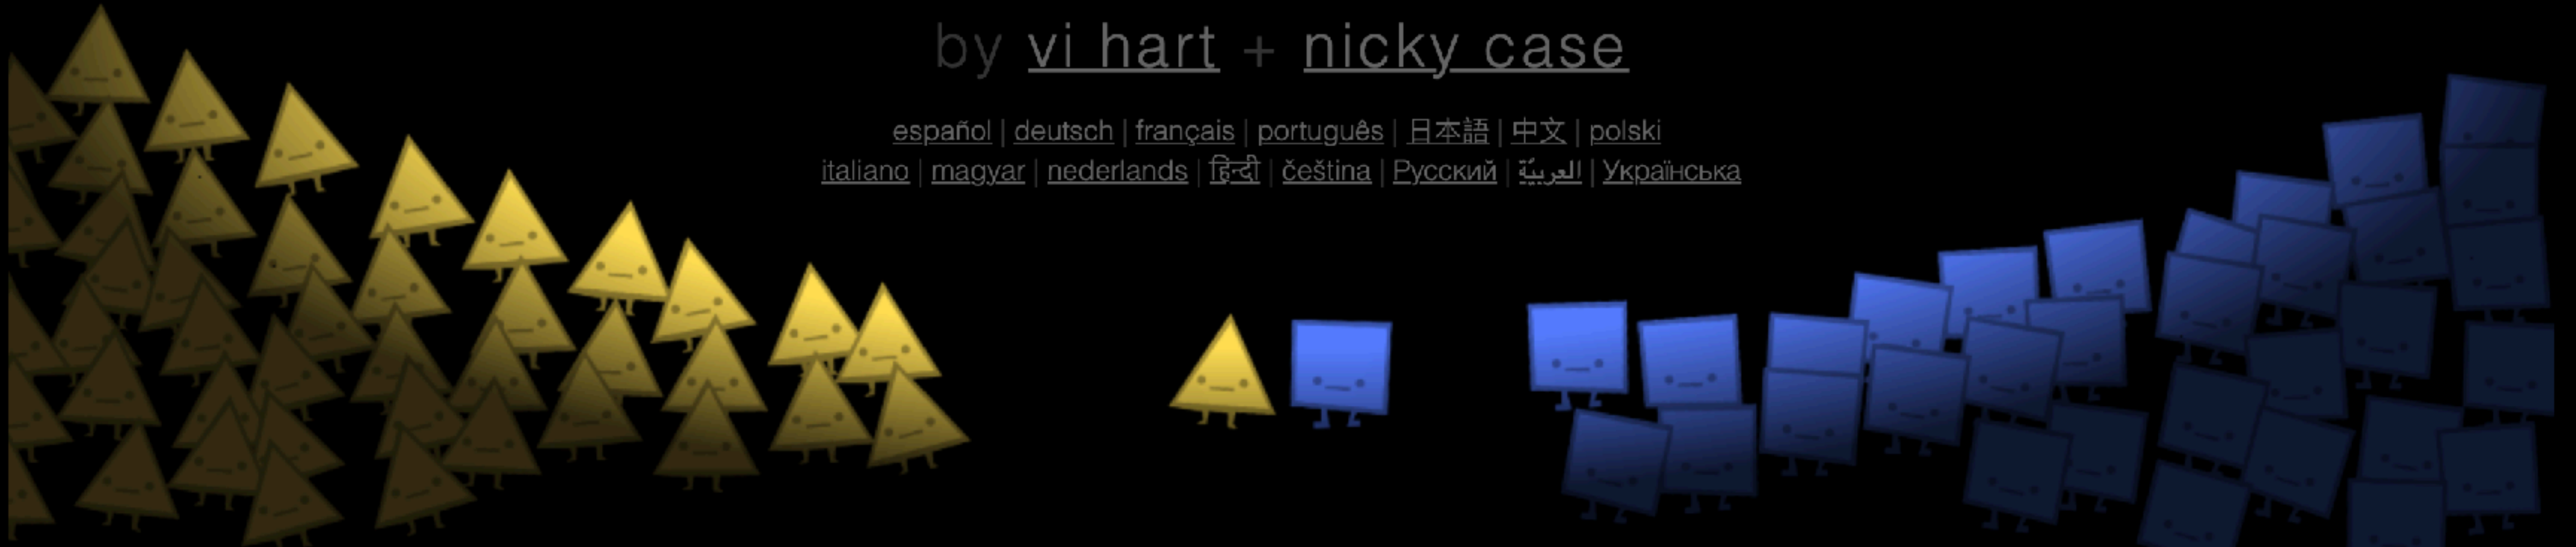 by vi hart + nicky case
español | deutsch | français | português | 日本語 | 中文 | polski
italiano | magyar | nederlands | हिन्दी | čeština | Русский | العربيّة | Українська